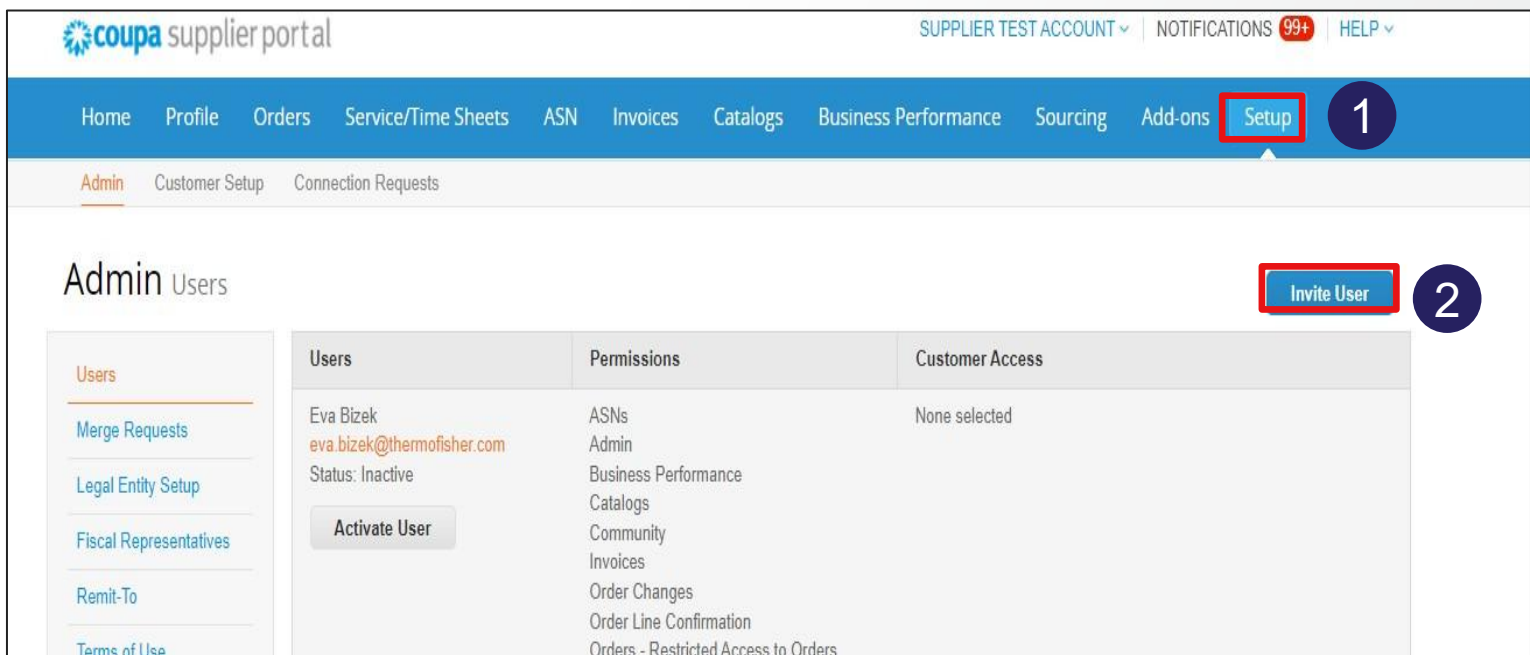 coupa supplier portal
SUPPLIER TEST ACCOUNT
NOTIFICATIONS 99+
HELP
Home Profile Orders Service/Time Sheets ASN Invoices Catalogs Business Performance Sourcing Add-ons Setup
1
Admin Customer Setup Connection Requests
Admin Users
Invite User
2
Users
Merge Requests
Legal Entity Setup
Fiscal Representatives
Remit-To
Terms of Use
Users
Eva Bizek
eva.bizek@thermofisher.com
Status: Inactive
Activate User
Permissions
ASNs
Admin
Business Performance
Catalogs
Community
Invoices
Order Changes
Order Line Confirmation
Orders - Restricted Access to Orders
Customer Access
None selected